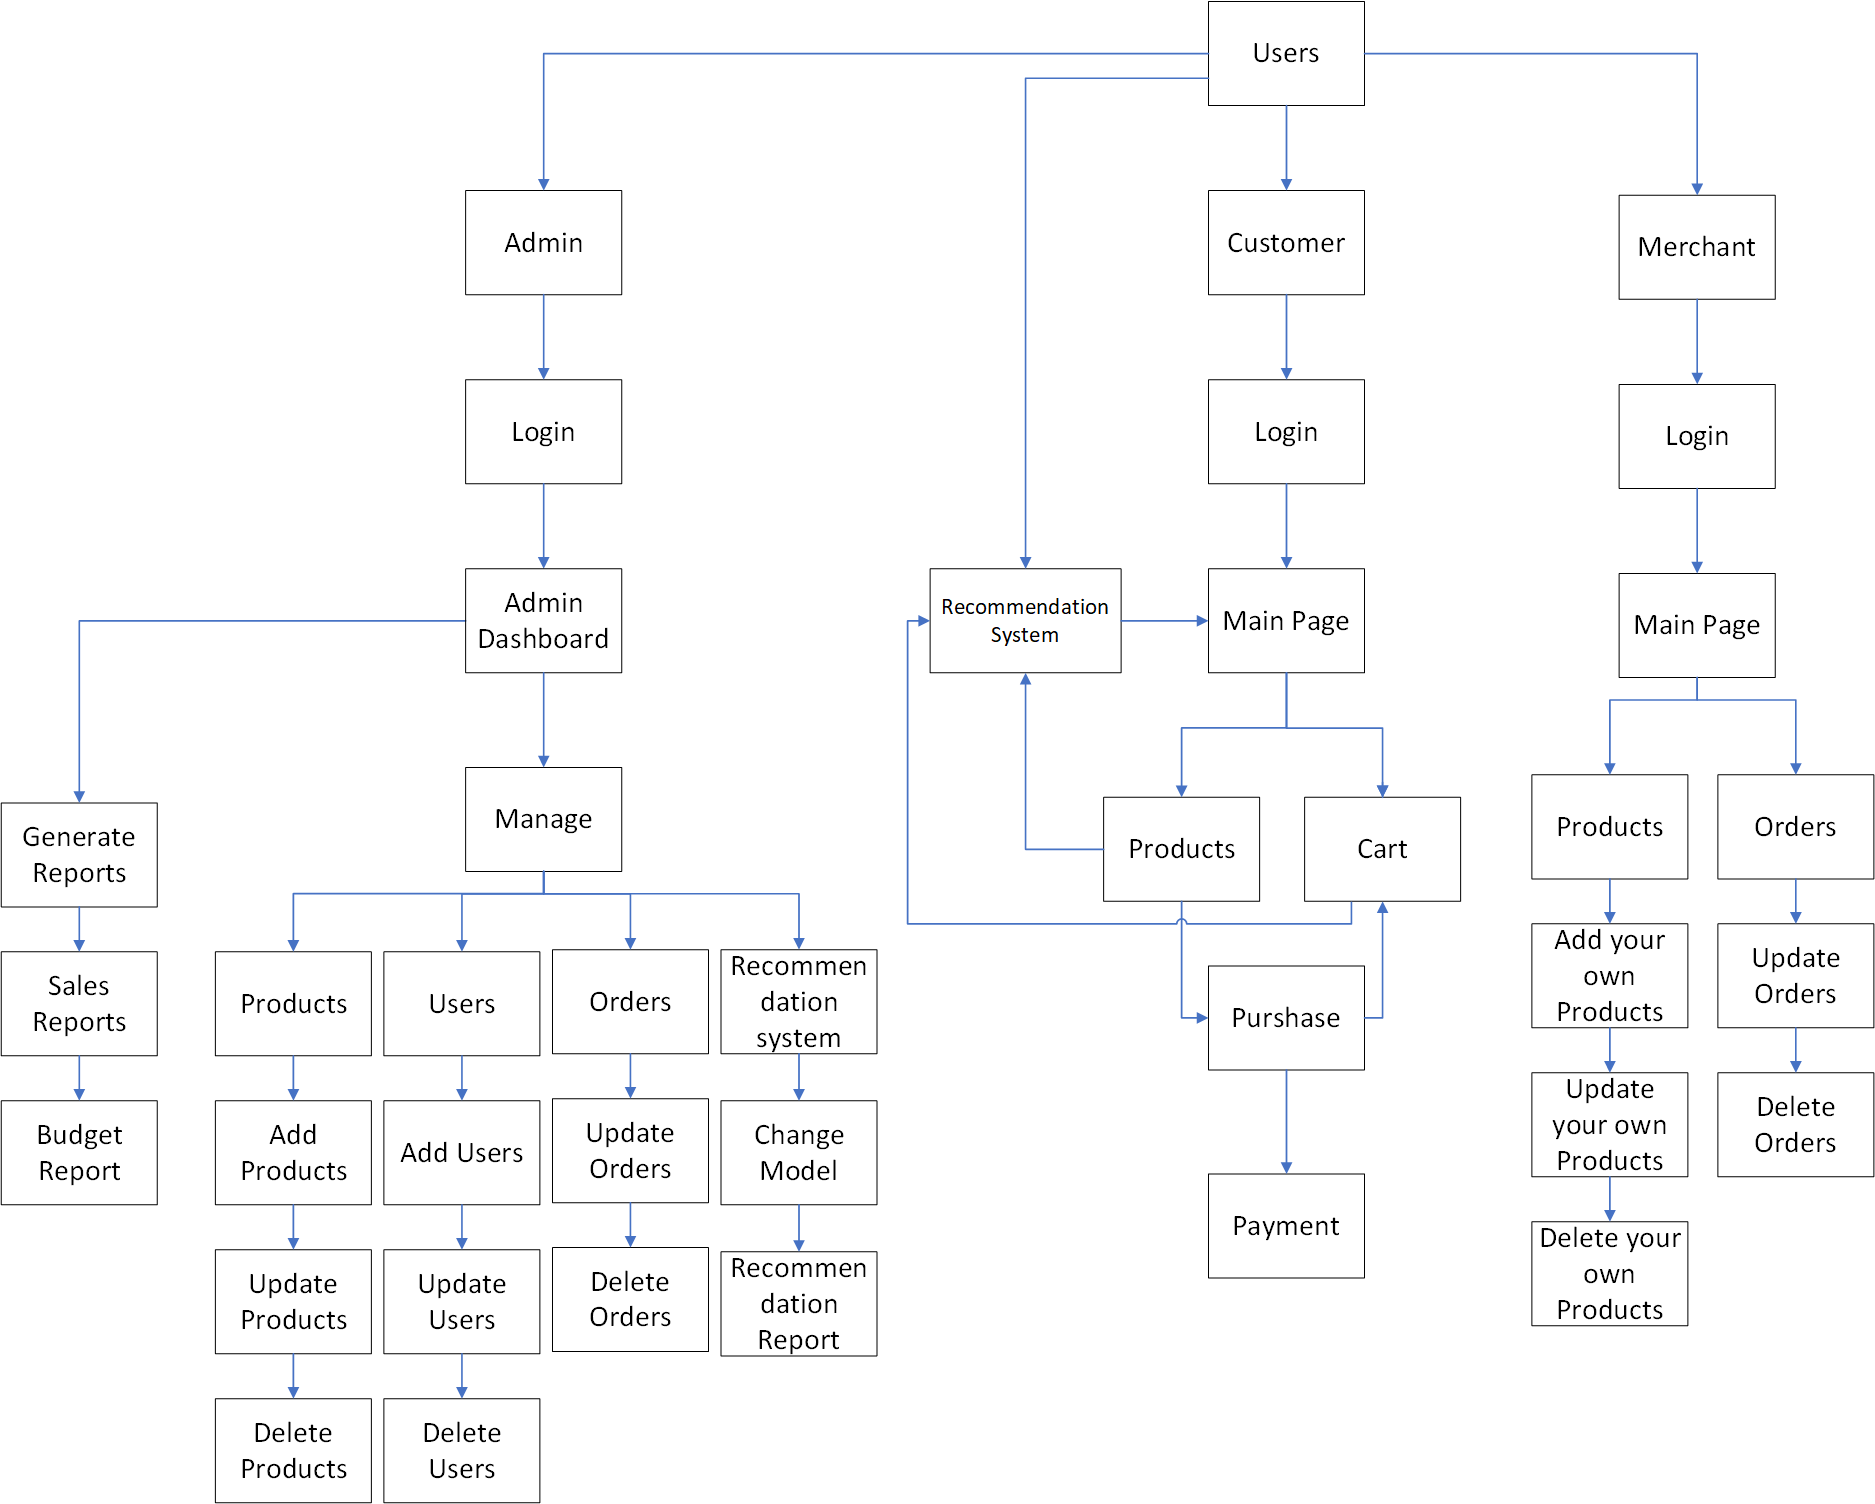 Users
Admin
Customer
Merchant
Login
Login
Login
Admin
Dashboard
Recommendation
System
Main Page
Main Page
Generate
Reports
Manage
Products
Cart
Products
Orders
Sales
Reports
Products
Users
Orders
Recommen
dation
system
Purshase
Add your
own
Products
Update
Orders
Budget
Report
Add
Products
Add Users
Update
Orders
Change
Model
Payment
Update
your own
Products
Delete
Orders
Update
Products
Update
Users
Delete
Orders
Recommen
dation
Report
Delete your
own
Products
Delete
Products
Delete
Users